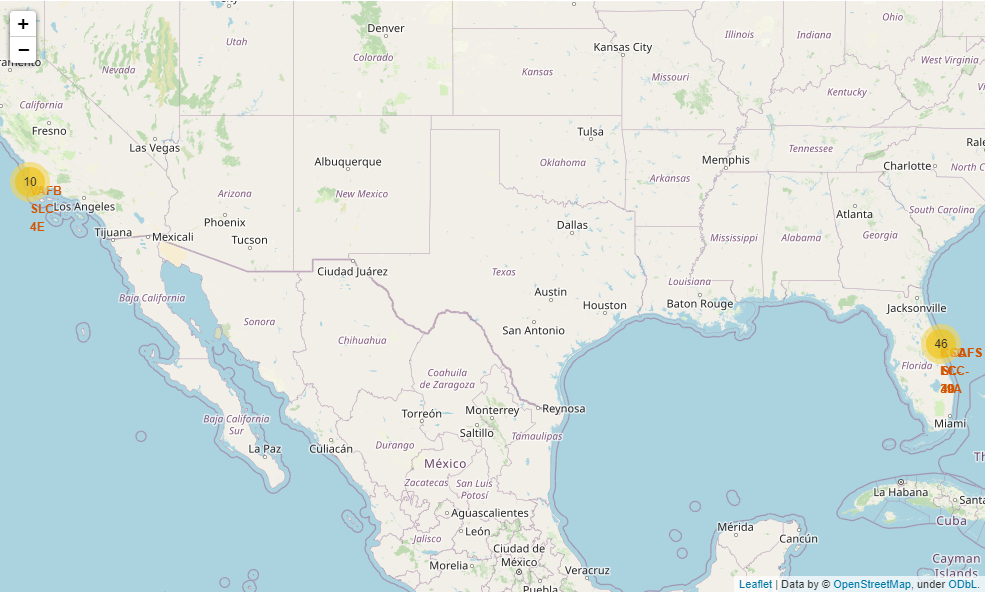 +
−
Denver
Kansas City
Ohio
Illinois
Indiana
Utah
Nevada
Colorado
Kansas
Missouri
West Virginia
Kentucky
California
Fresno
Las Vegas
Tulsa
Tennessee
Albuquerque
Oklahoma
Memphis
Charlotte
10
SLC-
4E
Los Angeles
Arizona
New Mexico
Arkansas
Atlanta
South Carolina
Phoenix
Tijuana
Mexicali
Tucson
Dallas
Mississippi
Alabama
Georgia
Ciudad Juárez
Texas
Louisiana
Austin
Houston
Baton Rouge
Jacksonville
Baja California
Sonora
San Antonio
Chihuahua
46
Florida
Coahuila
de Zaragoza
Torreón
Monterrey
Reynosa
Miami
Baja California
Sur
Saltillo
Tamaulipas
La Paz
Culiacán
Durango
México
Zacatecas
San Luis
Potosí
La Habana
Aguascalientes
Cuba
León
Jalisco
Mérida
Cancún
Ciudad de
México
Morelia
Veracruz
Cayman
Islands
Puebla
Leaflet | Data by © OpenStreetMap, under ODbL.